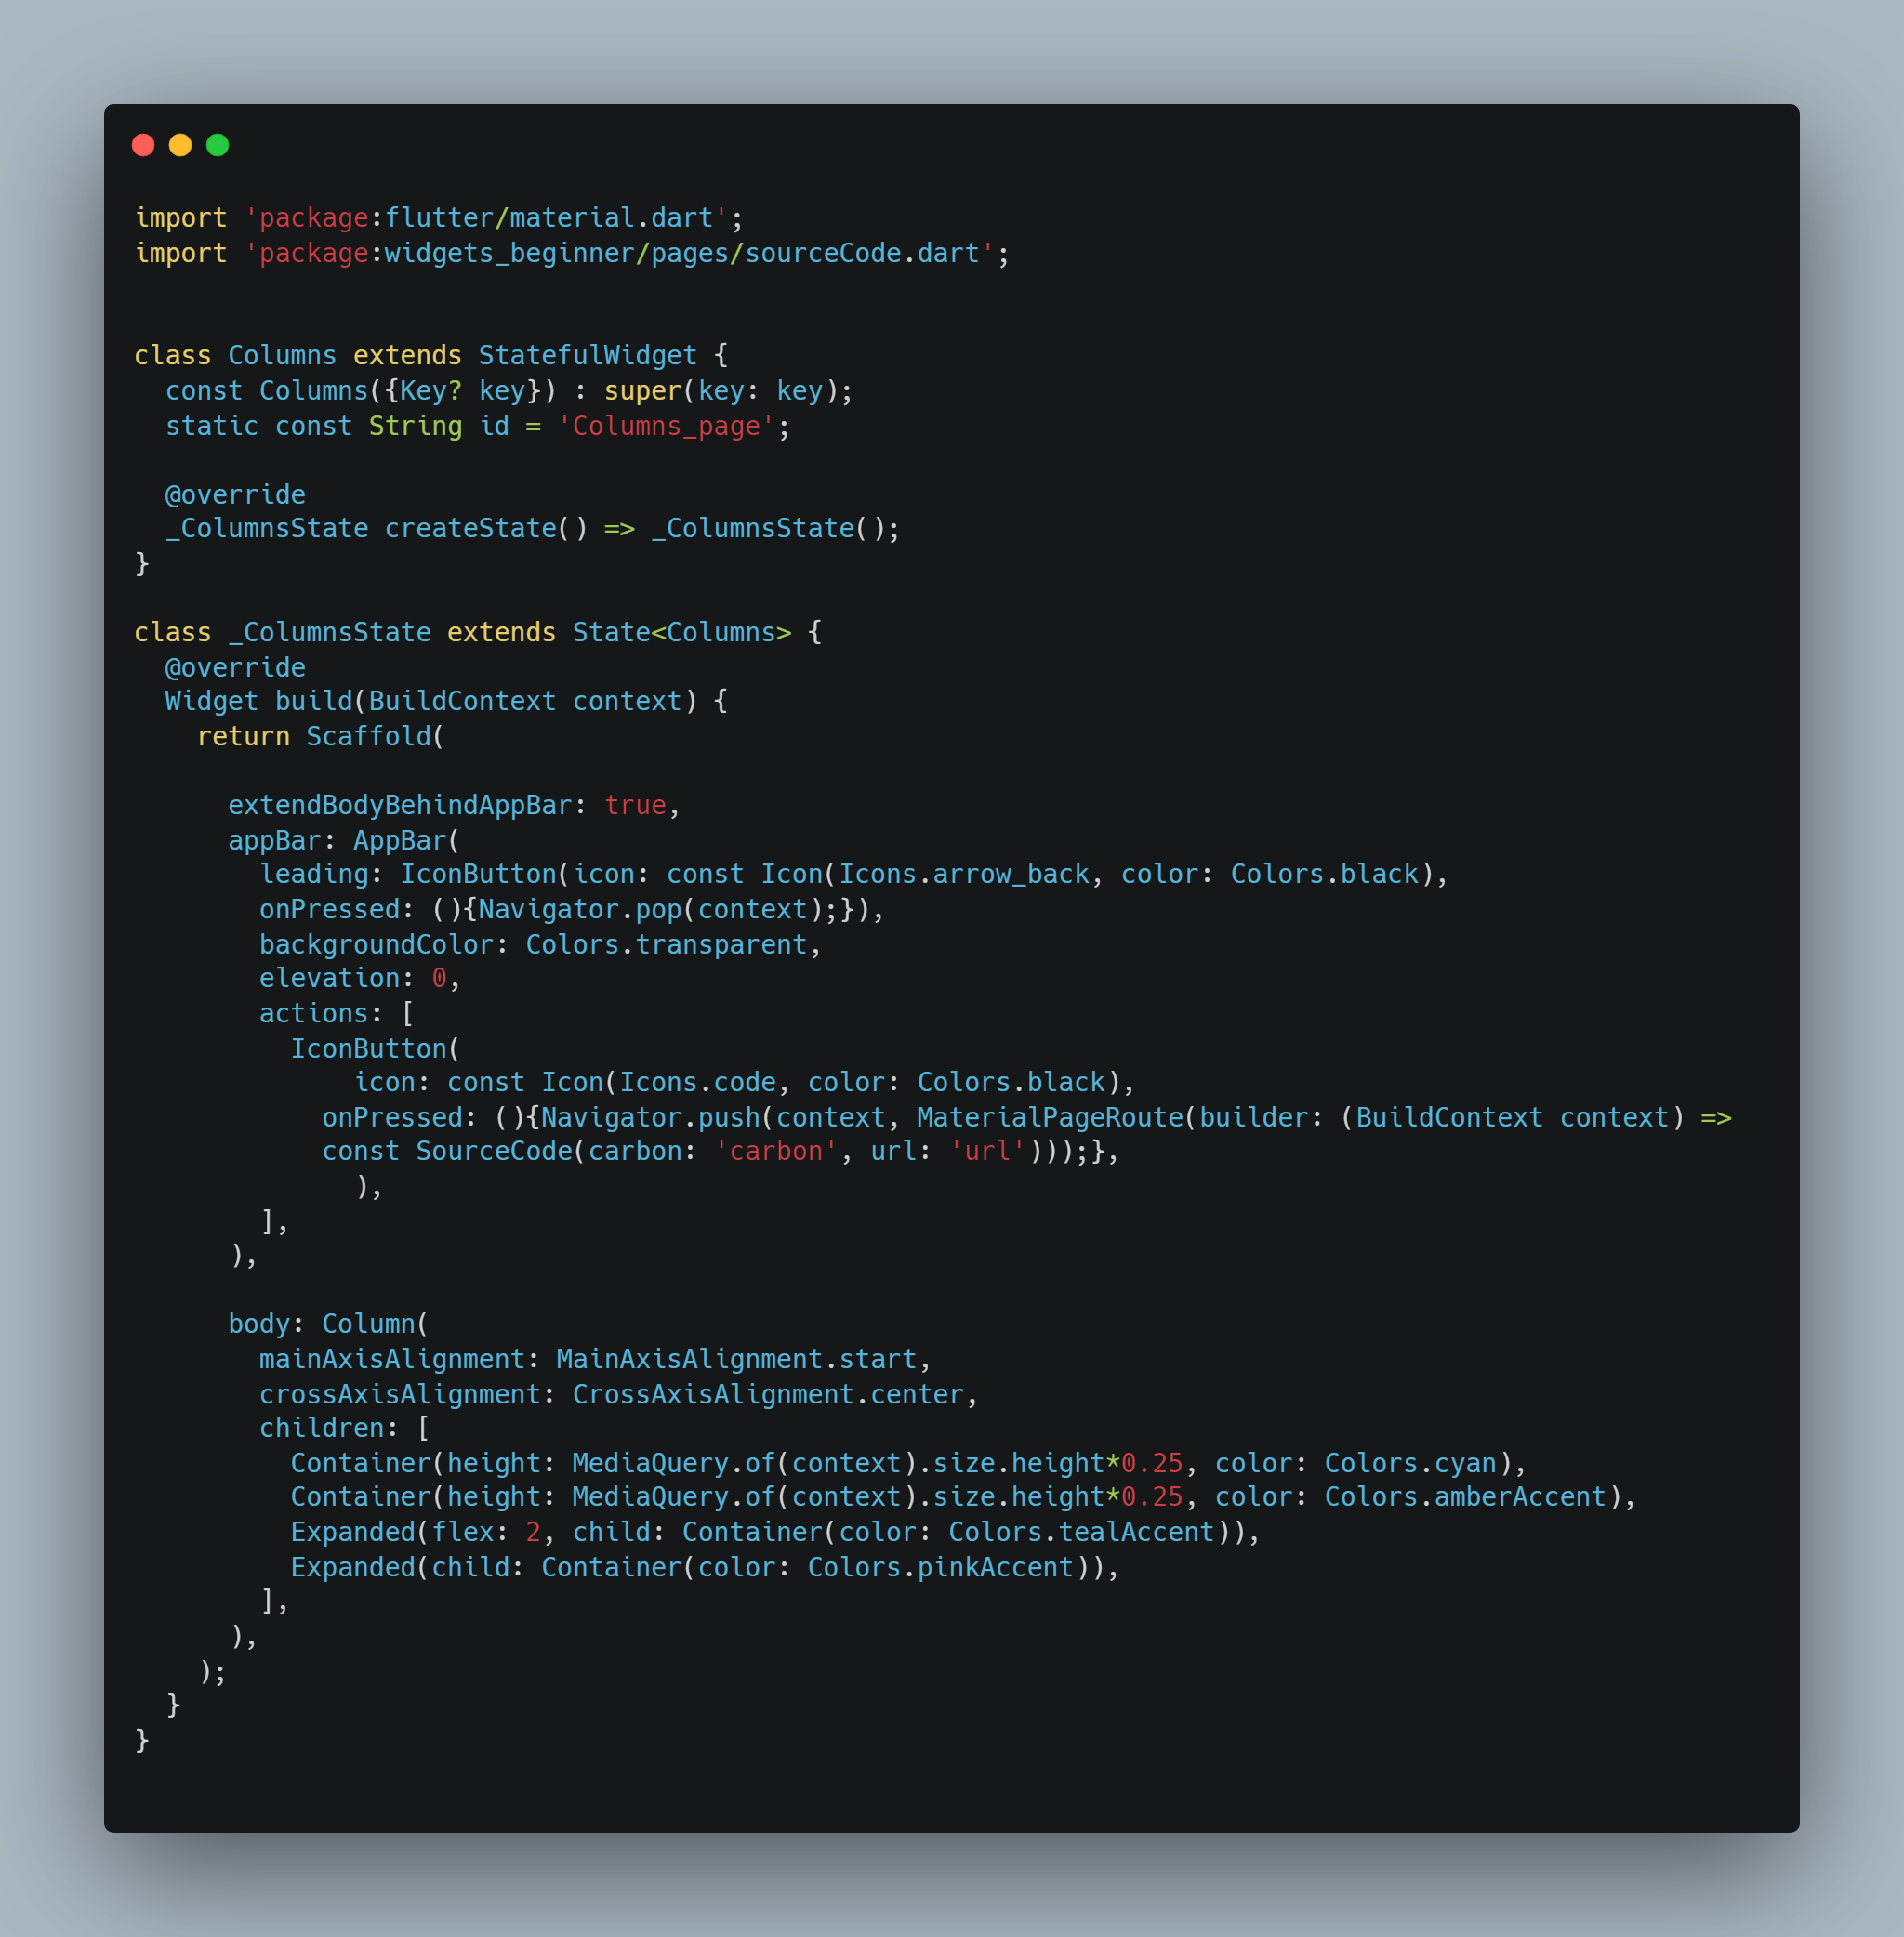 import 'package:flutter/material.dart';
import 'package:widgets_beginner/pages/sourceCode.dart';
class Columns extends StatefulWidget {
  const Columns({Key? key}) : super(key: key);
  static const String id = 'Columns_page';
  @override
  _ColumnsState createState() => _ColumnsState();
}
class _ColumnsState extends State<Columns> {
  @override
  Widget build(BuildContext context) {
    return Scaffold(
      extendBodyBehindAppBar: true,
      appBar: AppBar(
        leading: IconButton(icon: const Icon(Icons.arrow_back, color: Colors.black),
        onPressed: (){Navigator.pop(context);}),
        backgroundColor: Colors.transparent,
        elevation: 0,
        actions: [
          IconButton(
              icon: const Icon(Icons.code, color: Colors.black),
            onPressed: (){Navigator.push(context, MaterialPageRoute(builder: (BuildContext context) =>
            const SourceCode(carbon: 'carbon', url: 'url')));},
              ),
        ],
      ),
      body: Column(
        mainAxisAlignment: MainAxisAlignment.start,
        crossAxisAlignment: CrossAxisAlignment.center,
        children: [
          Container(height: MediaQuery.of(context).size.height*0.25, color: Colors.cyan),
          Container(height: MediaQuery.of(context).size.height*0.25, color: Colors.amberAccent),
          Expanded(flex: 2, child: Container(color: Colors.tealAccent)),
          Expanded(child: Container(color: Colors.pinkAccent)),
        ],
      ),
    );
  }
}